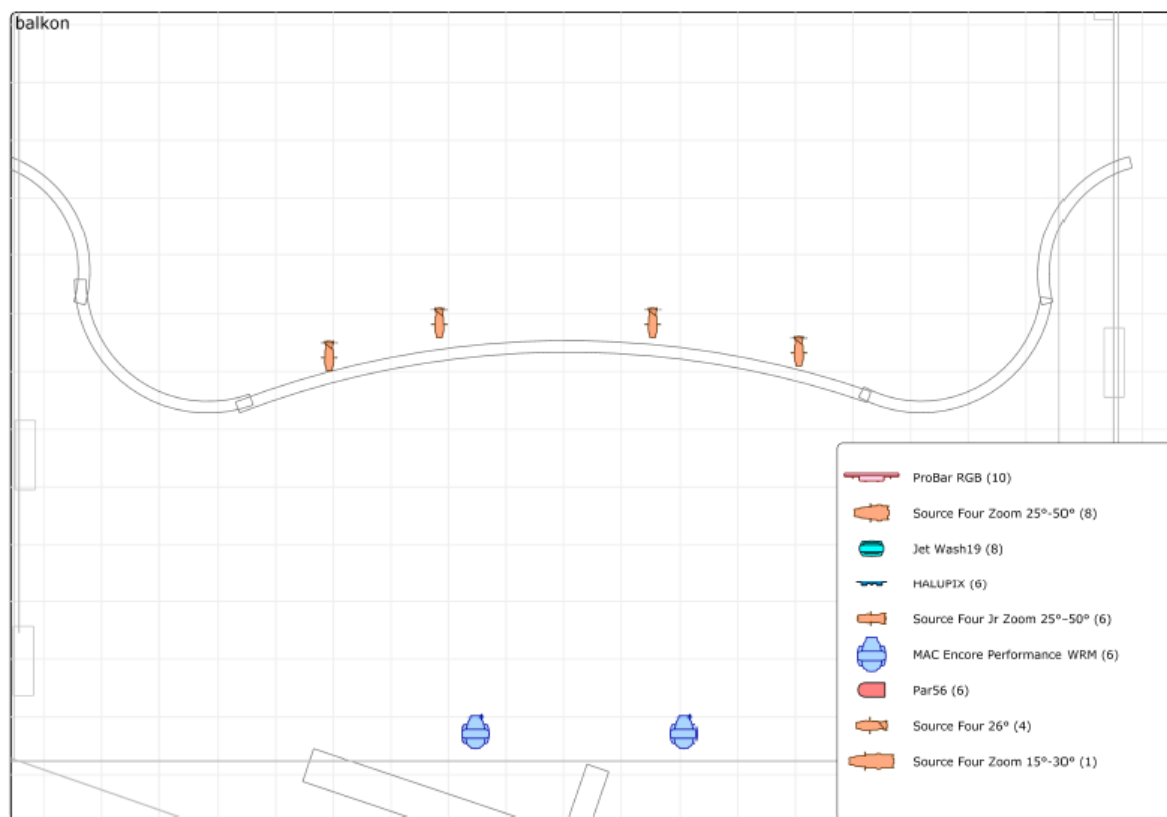 balkon
ProBar RGB (10)
Source Four Zoom 25°-50° (8)
Jet Wash19 (8)
HALUPIX (6)
Source Four Jr Zoom 25°-50° (6)
MAC Encore Performance WRM (6)
Par56 (6)
Source Four 26° (4)
Source Four Zoom 15°-30° (1)